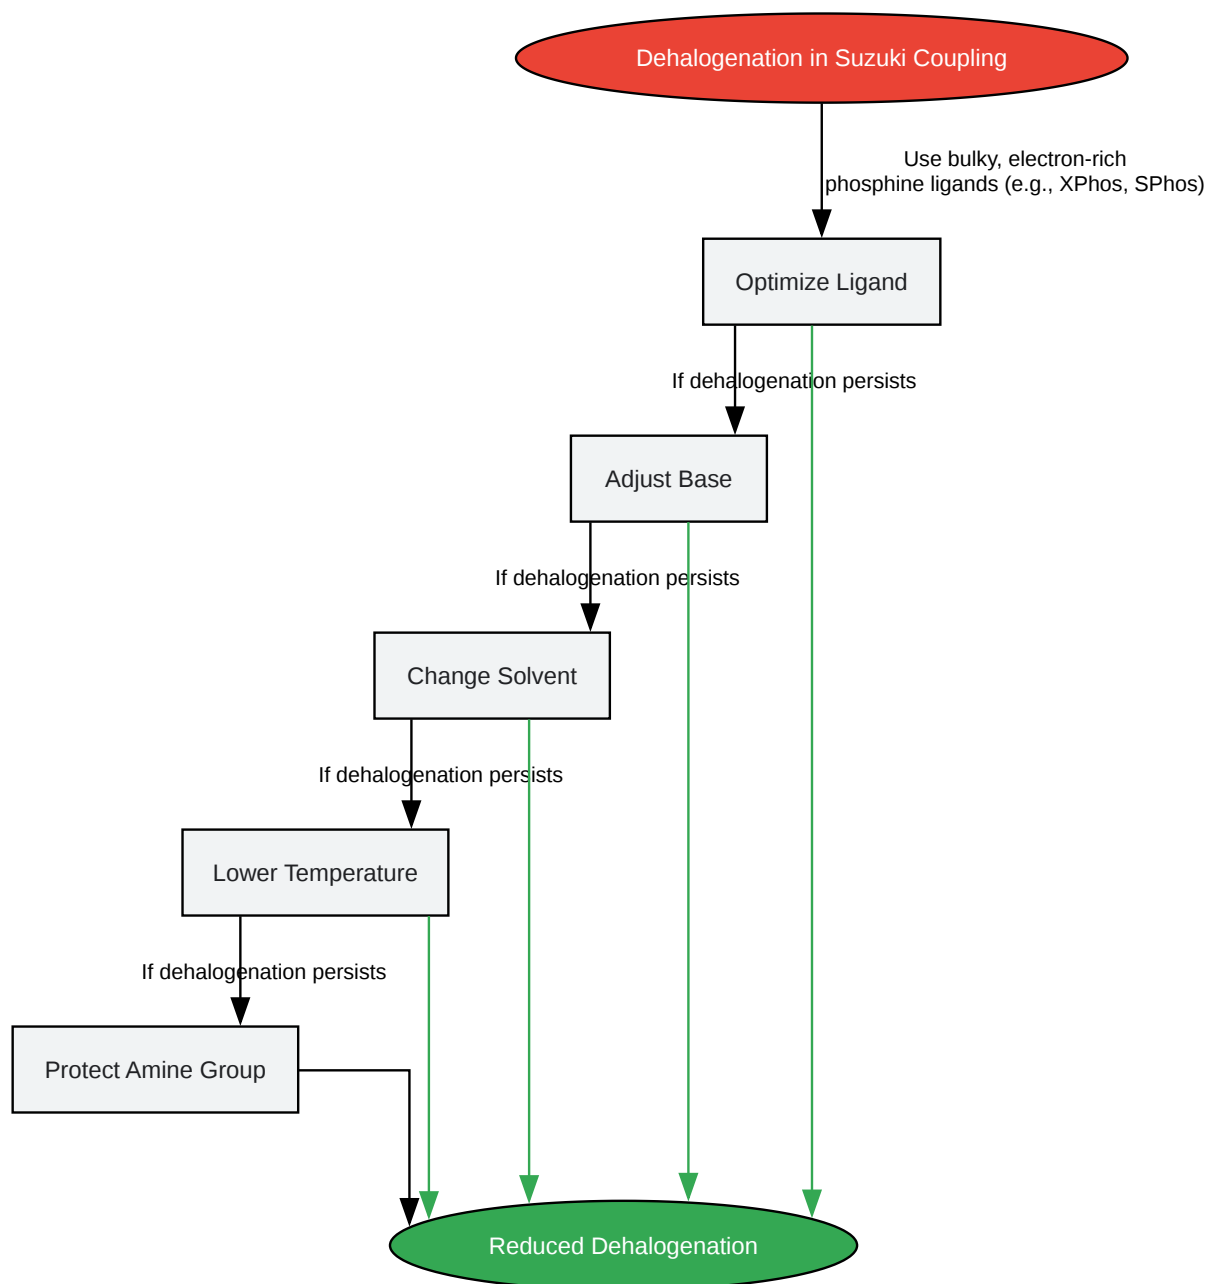 Dehalogenation in Suzuki Coupling
Use bulky, electron-rich
phosphine ligands (e.g., XPhos, SPhos)
Optimize Ligand
If dehalogenation persists
Adjust Base
If dehalogenation persists
Change Solvent
If dehalogenation persists
Lower Temperature
If dehalogenation persists
Protect Amine Group
Reduced Dehalogenation